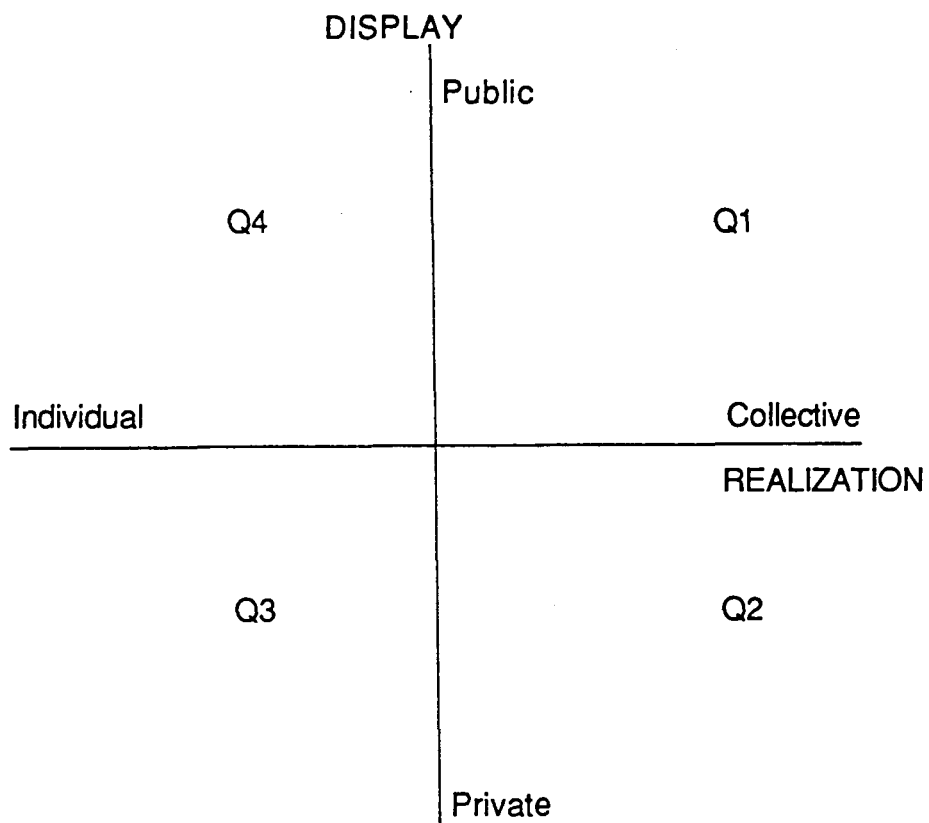 DISPLAY
Public
Q4 Q1
Individual Collective
REALIZATION
Q3 Q2
Private